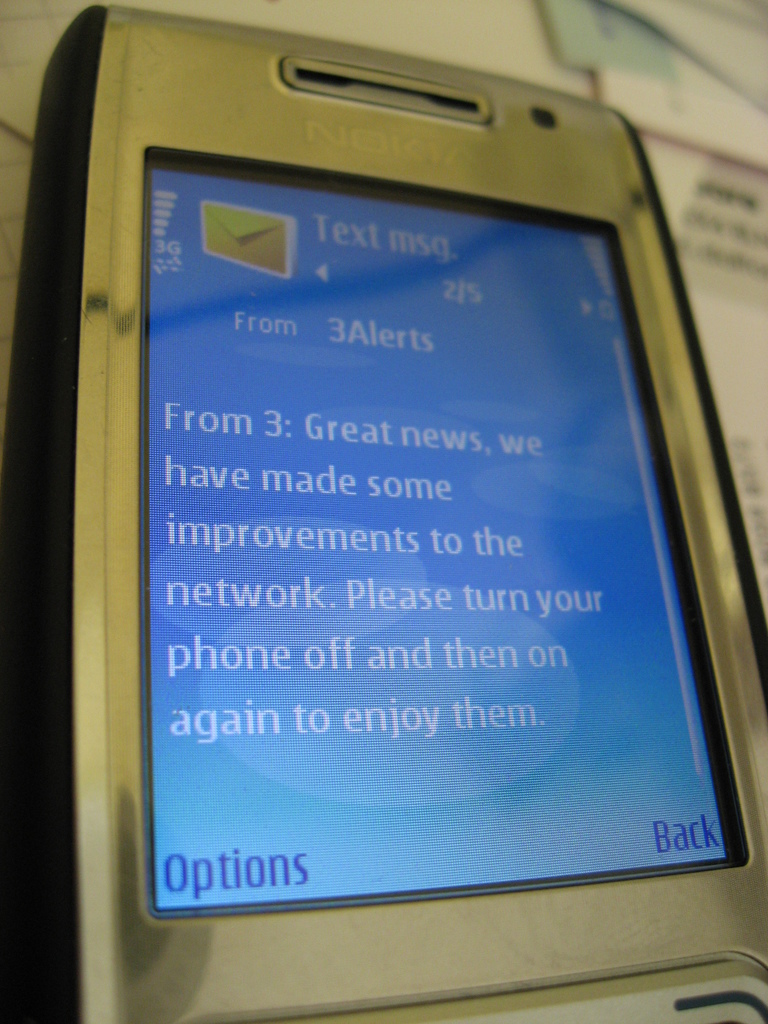 NOKIA
Text msg.
3G
2/5
From 3Alerts
From 3: Great news, we
have made some
improvements to the
network. Please turn your
phone off and then on
again to enjoy them.
Options Back